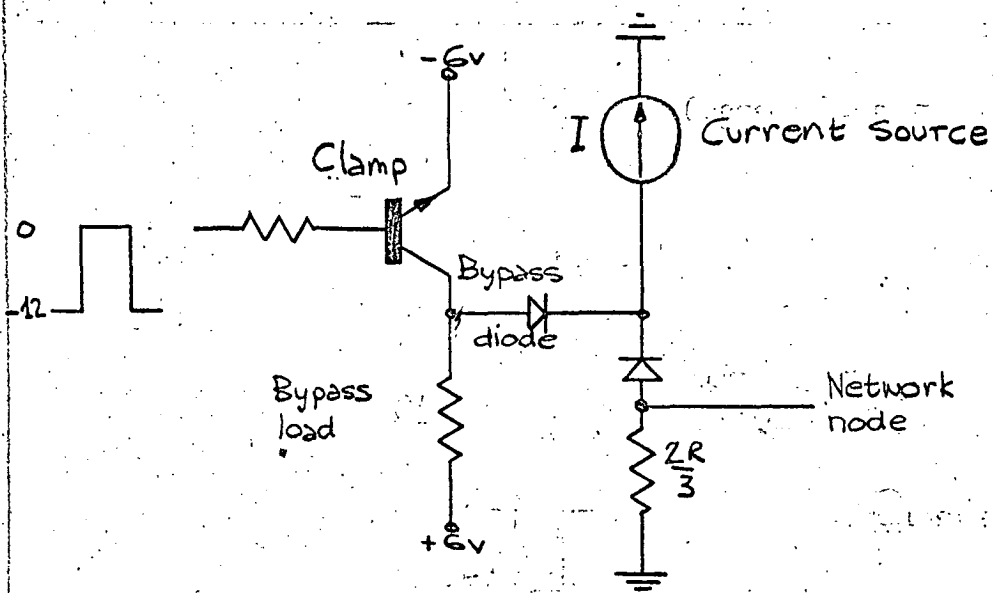 -6v
I
Current Source
Clamp
0
-12
Bypass
diode
Bypass
load
Network
node
2R
3
+6v